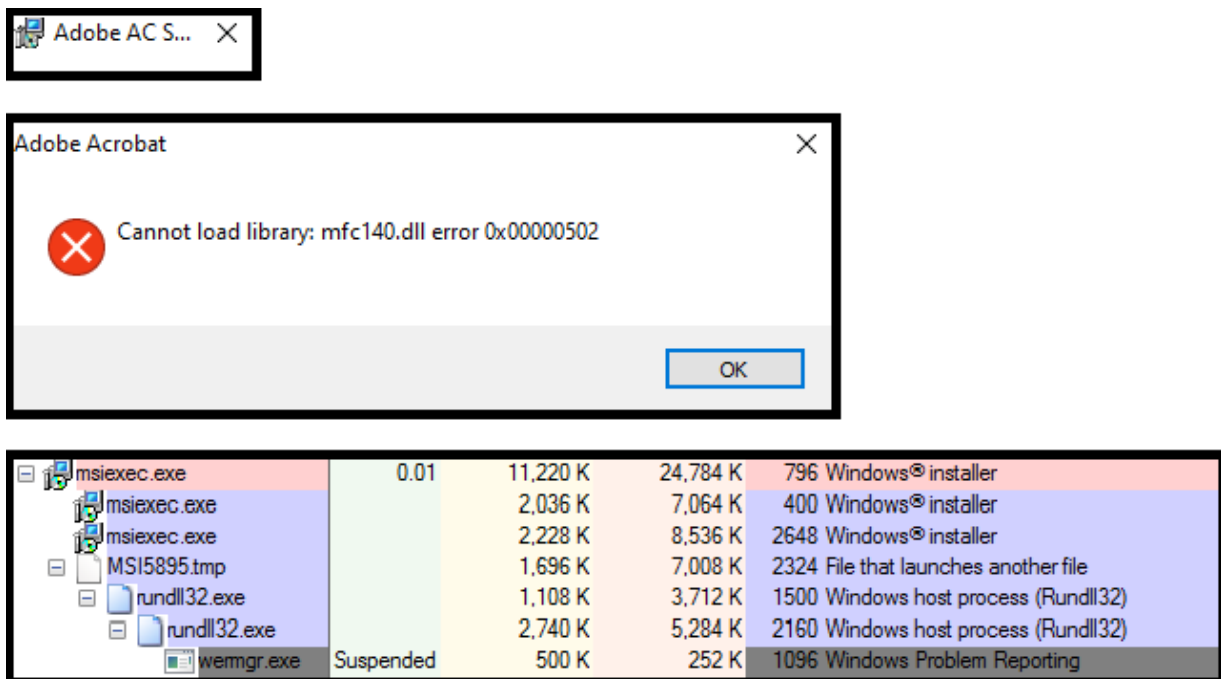 Adobe AC S...
Adobe Acrobat
Cannot load library: mfc140.dll error 0x00000502
OK
msiexec.exe 0.01 11,220 K 24,784 K 796 Windows® installer
msiexec.exe 2,036 K 7,064 K 400 Windows® installer
msiexec.exe 2,228 K 8,536 K 2648 Windows® installer
MSI5895.tmp 1,696 K 7,008 K 2324 File that launches another file
rundll32.exe 1,108 K 3,712 K 1500 Windows host process (Rundll32)
rundll32.exe 2,740 K 5,284 K 2160 Windows host process (Rundll32)
wermgr.exe Suspended 500 K 252 K 1096 Windows Problem Reporting